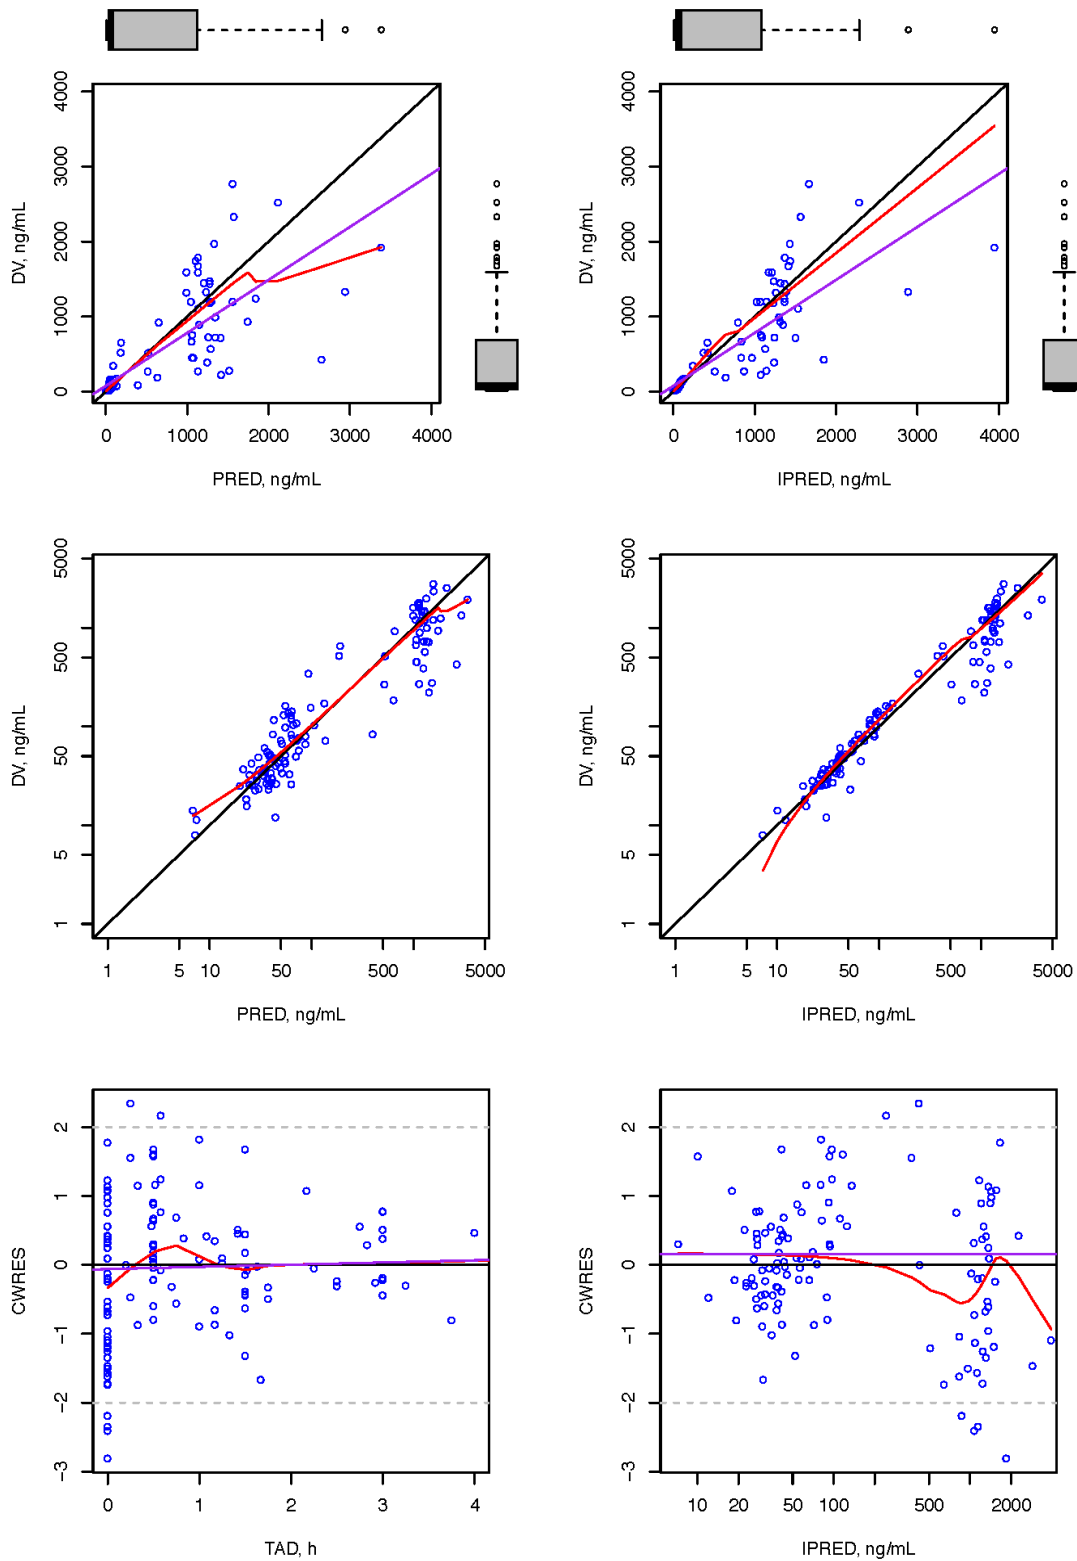 DV, ng/mL
4000
3000
2000
1000
0
0 1000 2000 3000 4000
PRED, ng/mL
DV, ng/mL
4000
3000
2000
1000
0
0 1000 2000 3000 4000
IPRED, ng/mL
DV, ng/mL
5000
500
50
5
1
1 5 10 50 500 5000
PRED, ng/mL
DV, ng/mL
5000
500
50
5
1
1 5 10 50 500 5000
IPRED, ng/mL
CWRES
2
1
0
−1
−2
−3
0 1 2 3 4
TAD, h
CWRES
2
1
0
−1
−2
−3
10 20 50 100 500 2000
IPRED, ng/mL